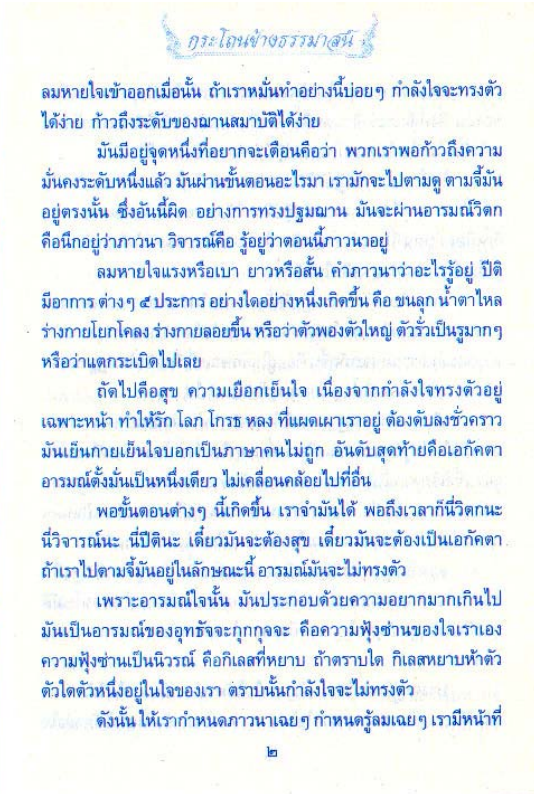 กระโถนข้างธรรมาสน์
ลมหายใจเข้าออกเมื่อนั้น ถ้าเราหมั่นทำอย่างนี้บ่อยๆ กำลังใจจะทรงตัว
ได้ง่าย ก้าวถึงระดับของฌานสมาบัติได้ง่าย
มันมีอยู่จุดหนึ่งที่อยากจะเตือนคือว่า พวกเราพอก้าวถึงความ
มั่นคงระดับหนึ่งแล้ว มันผ่านขั้นตอนอะไรมา เรามักจะไปตามดู ตามจี้มัน
อยู่ตรงนั้น ซึ่งอันนี้ผิด อย่างการทรงปฐมฌาน มันจะผ่านอารมณ์วิตก
คือนึกอยู่ว่าภาวนา วิจารณ์คือ รู้อยู่ว่าตอนนี้ภาวนาอยู่
ลมหายใจแรงหรือเบา ยาวหรือสั้น คำภาวนาว่าอะไรรู้อยู่ ปีติ
มีอาการ ต่างๆ ๕ ประการ อย่างใดอย่างหนึ่งเกิดขึ้น คือ ขนลุก น้ำตาไหล
ร่างกายโยกโคลง ร่างกายลอยขึ้น หรือว่าตัวพองตัวใหญ่ ตัวรั่วเป็นรูมากๆ
หรือว่าแตกระเบิดไปเลย
ถัดไปคือสุข ความเยือกเย็นใจ เนื่องจากกำลังใจทรงตัวอยู่
เฉพาะหน้า ทำให้รัก โลภ โกรธ หลง ที่แผดเผาเราอยู่ ต้องดับลงชั่วคราว
มันเย็นกายเย็นใจบอกเป็นภาษาคนไม่ถูก อันดับสุดท้ายคือเอกัคตา
อารมณ์ตั้งมั่นเป็นหนึ่งเดียว ไม่เคลื่อนคล้อยไปที่อื่น
พอขั้นตอนต่างๆ นี้เกิดขึ้น เราจำมันได้ พอถึงเวลาก็นี่วิตกนะ
นี่วิจารณ์นะ นี่ปีตินะ เดี๋ยวมันจะต้องสุข เดี๋ยวมันจะต้องเป็นเอกัคตา
ถ้าเราไปตามจี้มันอยู่ในลักษณะนี้ อารมณ์มันจะไม่ทรงตัว
เพราะอารมณ์ใจนั้น มันประกอบด้วยความอยากมากเกินไป
มันเป็นอารมณ์ของอุทธัจจะกุกกุจจะ คือความฟุ้งซ่านของใจเราเอง
ความฟุ้งซ่านเป็นนิวรณ์ คือกิเลสที่หยาบ ถ้าตราบใด กิเลสหยาบห้าตัว
ตัวใดตัวหนึ่งอยู่ในใจของเรา ตราบนั้นกำลังใจจะไม่ทรงตัว
ดังนั้น ให้เรากำหนดภาวนาเฉยๆ กำหนดรู้ลมเฉยๆ เรามีหน้าที่
๒